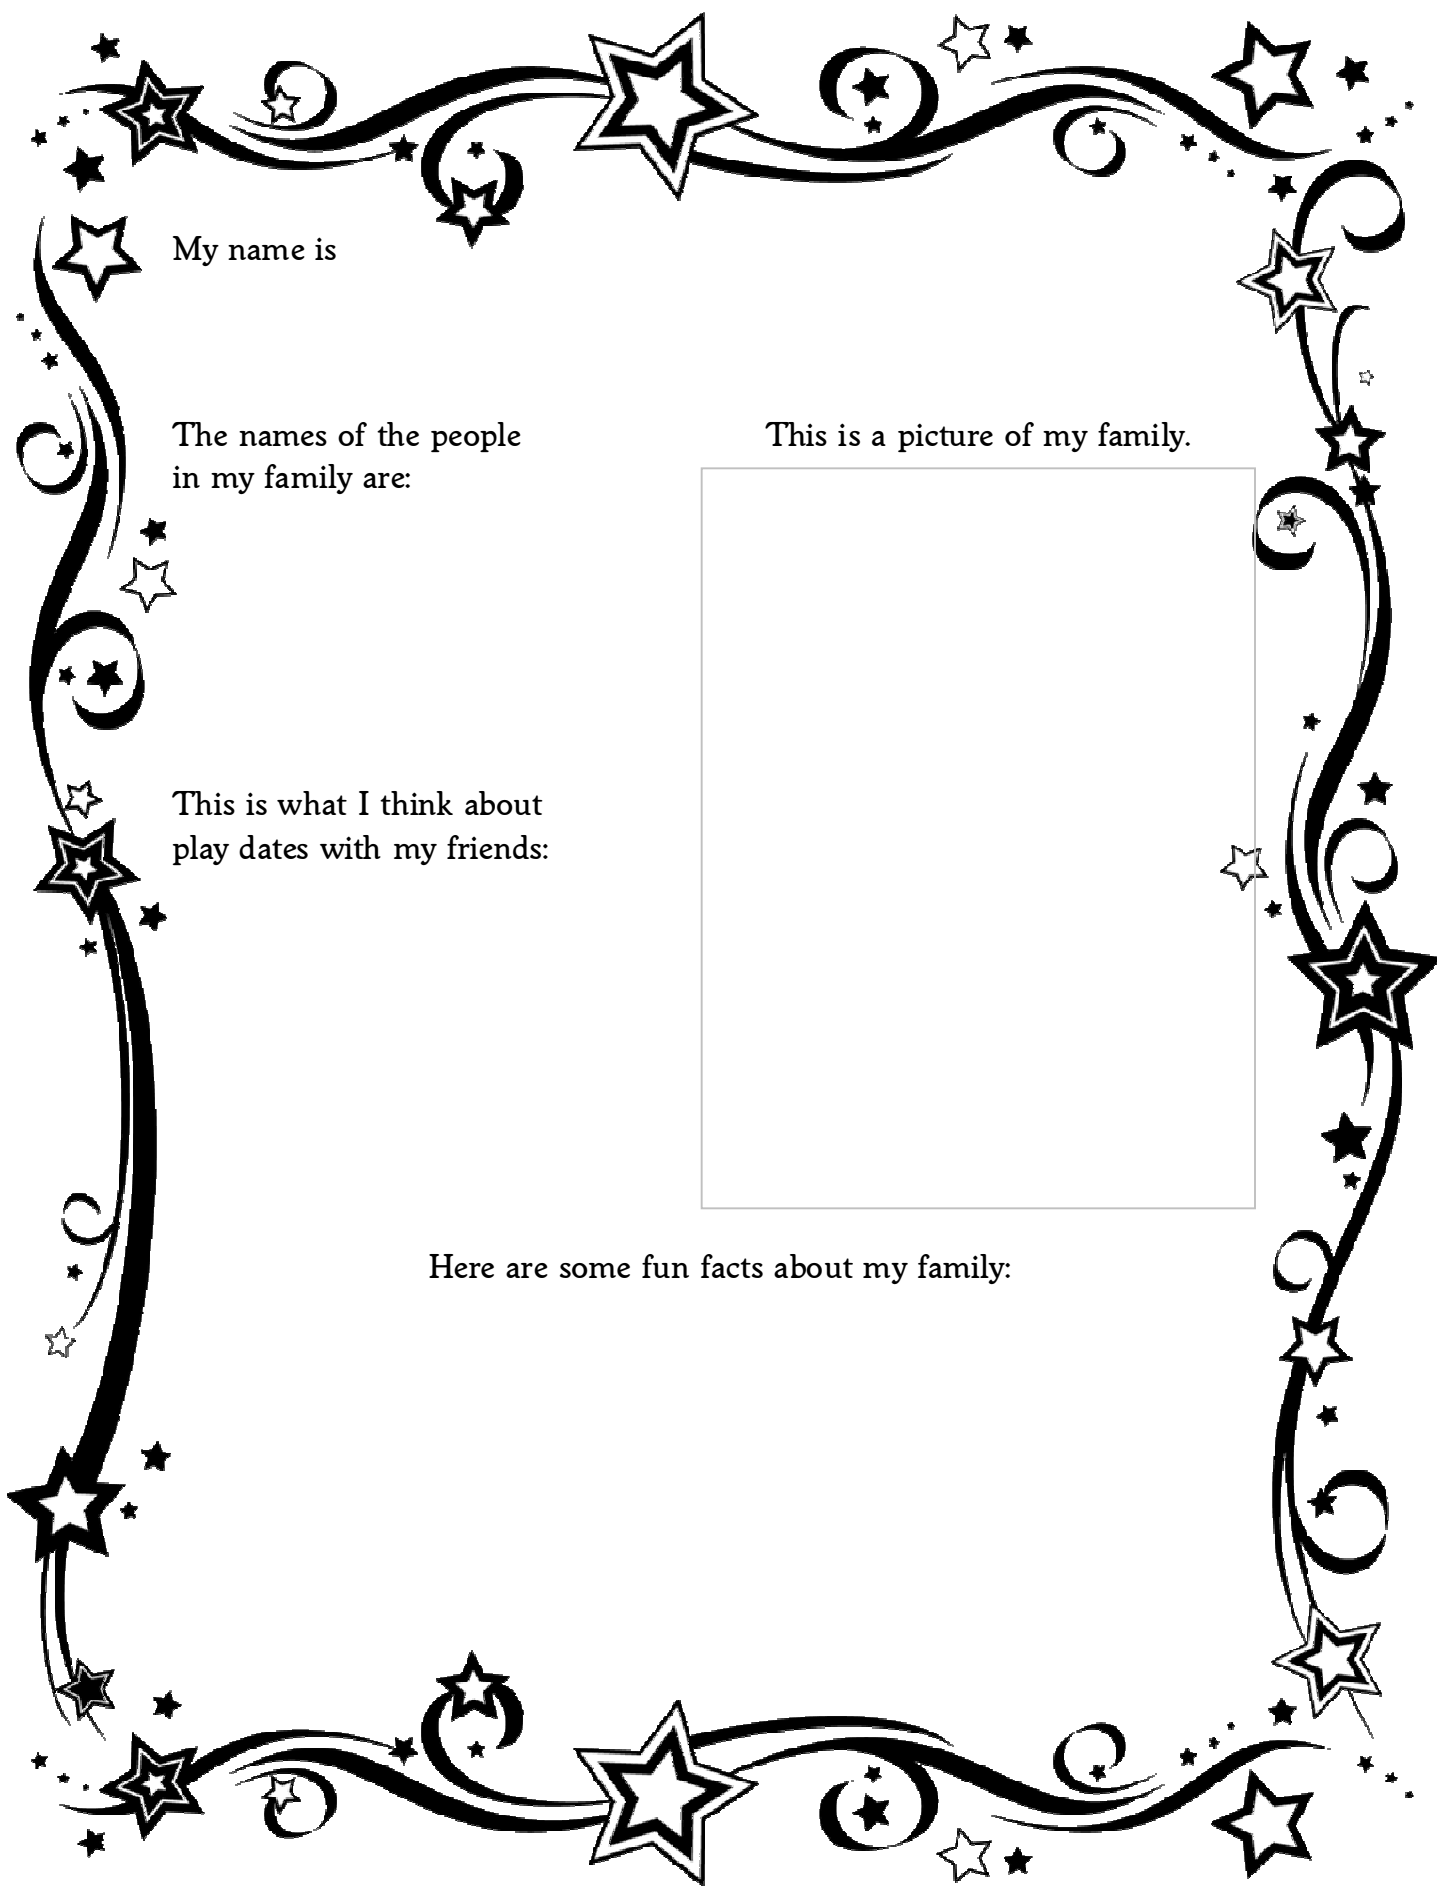 My name is
The names of the people
in my family are:
This is a picture of my family.
This is what I think about
play dates with my friends:
Here are some fun facts about my family: